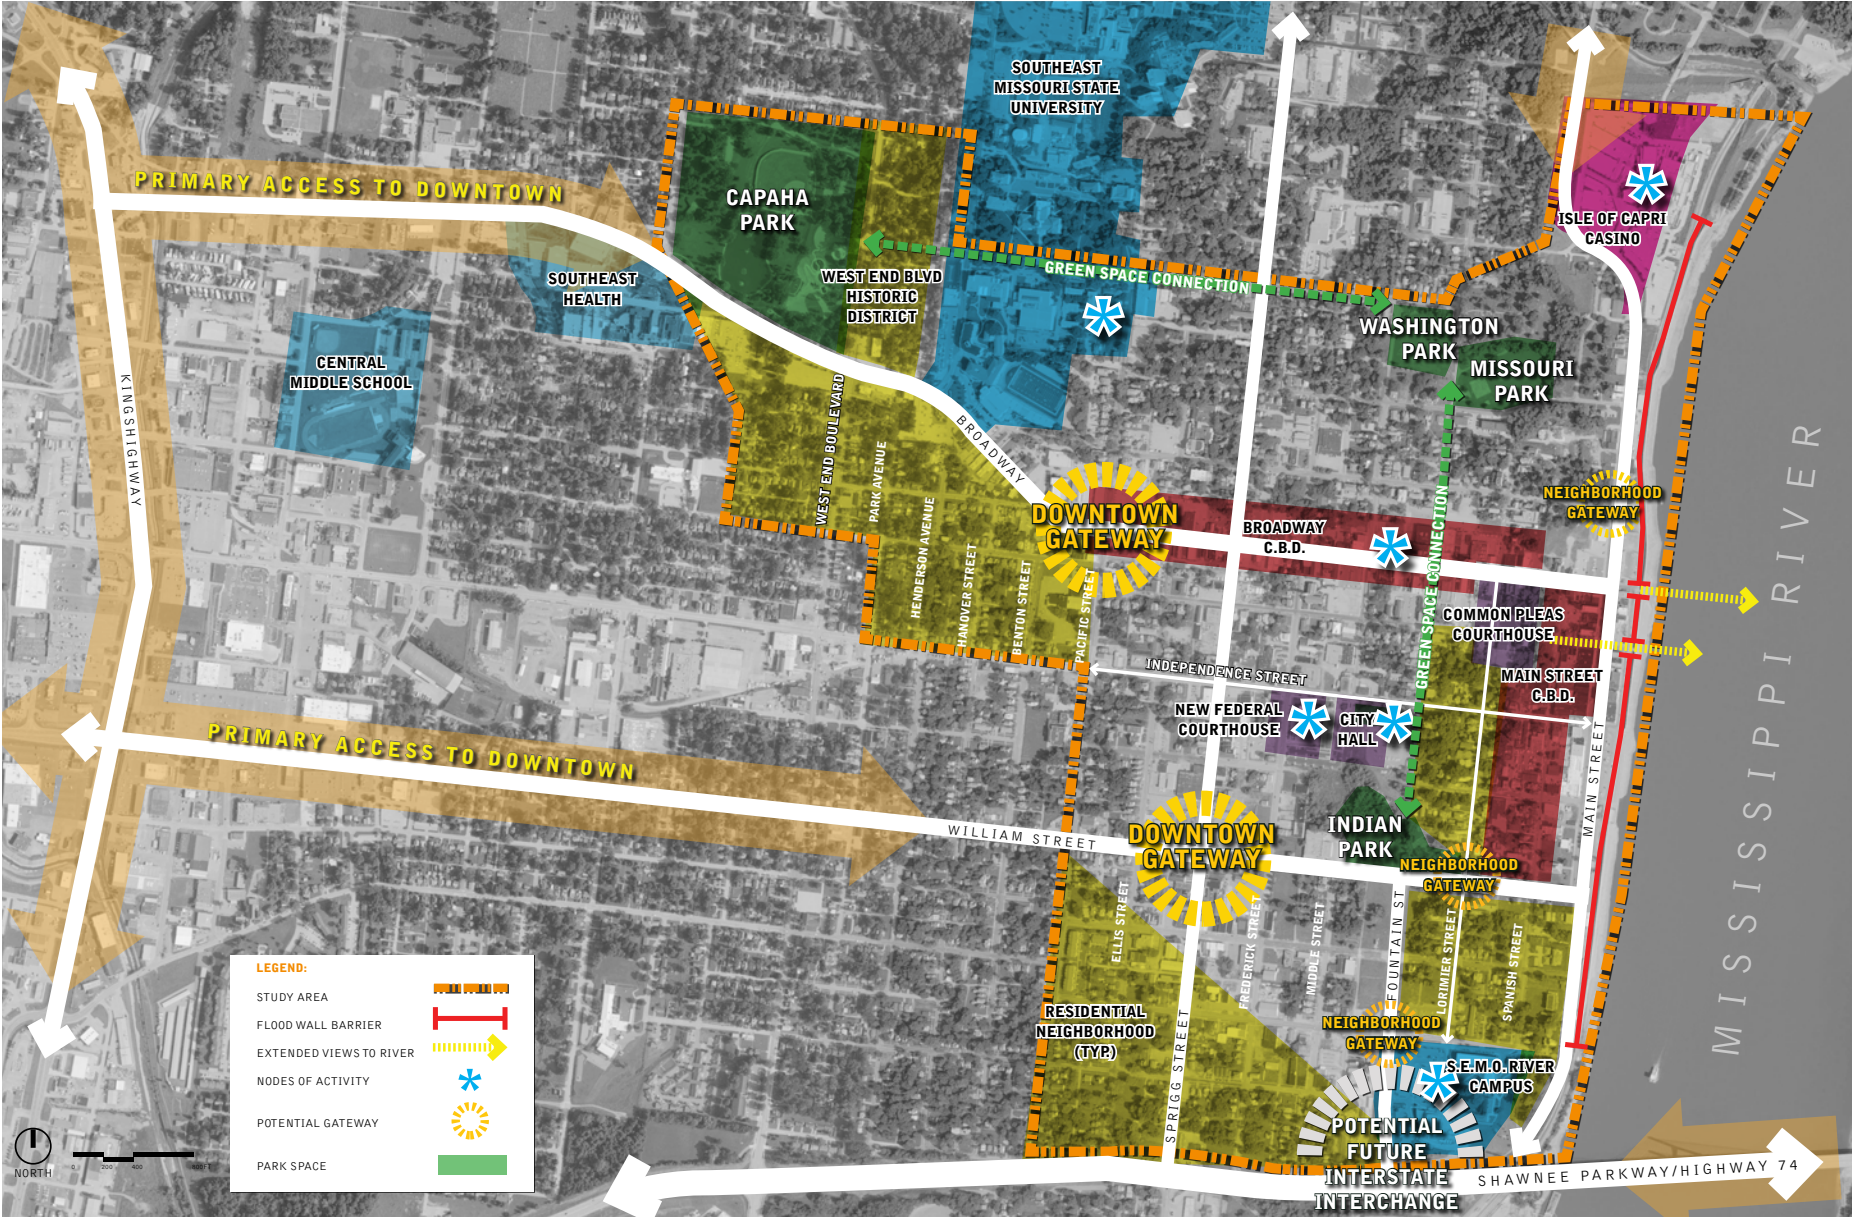 SOUTHEAST
MISSOURI STATE
UNIVERSITY
PRIMARY ACCESS TO DOWNTOWN
CAPAHA
PARK
ISLE OF CAPRI
CASINO
SOUTHEAST
HEALTH
WEST END BLVD
HISTORIC
DISTRICT
GREEN SPACE CONNECTION
WASHINGTON
PARK
MISSOURI
PARK
CENTRAL
MIDDLE SCHOOL
KINGSHIGHWAY
WEST END BOULEVARD
PARK AVENUE
HENDERSON AVENUE
HANOVER STREET
BENTON STREET
PACIFIC STREET
BROADWAY
DOWNTOWN
GATEWAY
BROADWAY
C.B.D.
GREEN SPACE CONNECTION
NEIGHBORHOOD
GATEWAY
MISSISSIPPI RIVER
COMMON PLEAS
COURTHOUSE
INDEPENDENCE STREET
MAIN STREET
C.B.D.
NEW FEDERAL
COURTHOUSE
CITY
HALL
MAIN STREET
PRIMARY ACCESS TO DOWNTOWN
WILLIAM STREET
DOWNTOWN
GATEWAY
INDIAN
PARK
NEIGHBORHOOD
GATEWAY
ELLIS STREET
SPRIGG STREET
FREDERICK STREET
MIDDLE STREET
FOUNTAIN ST
LORIMIER STREET
SPANISH STREET
RESIDENTIAL
NEIGHBORHOOD
(TYP.)
NEIGHBORHOOD
GATEWAY
S.E.M.O. RIVER
CAMPUS
POTENTIAL
FUTURE
INTERSTATE
INTERCHANGE
SHAWNEE PARKWAY/HIGHWAY 74
LEGEND:
STUDY AREA
FLOOD WALL BARRIER
EXTENDED VIEWS TO RIVER
NODES OF ACTIVITY
POTENTIAL GATEWAY
PARK SPACE
NORTH
0 200 400 800FT